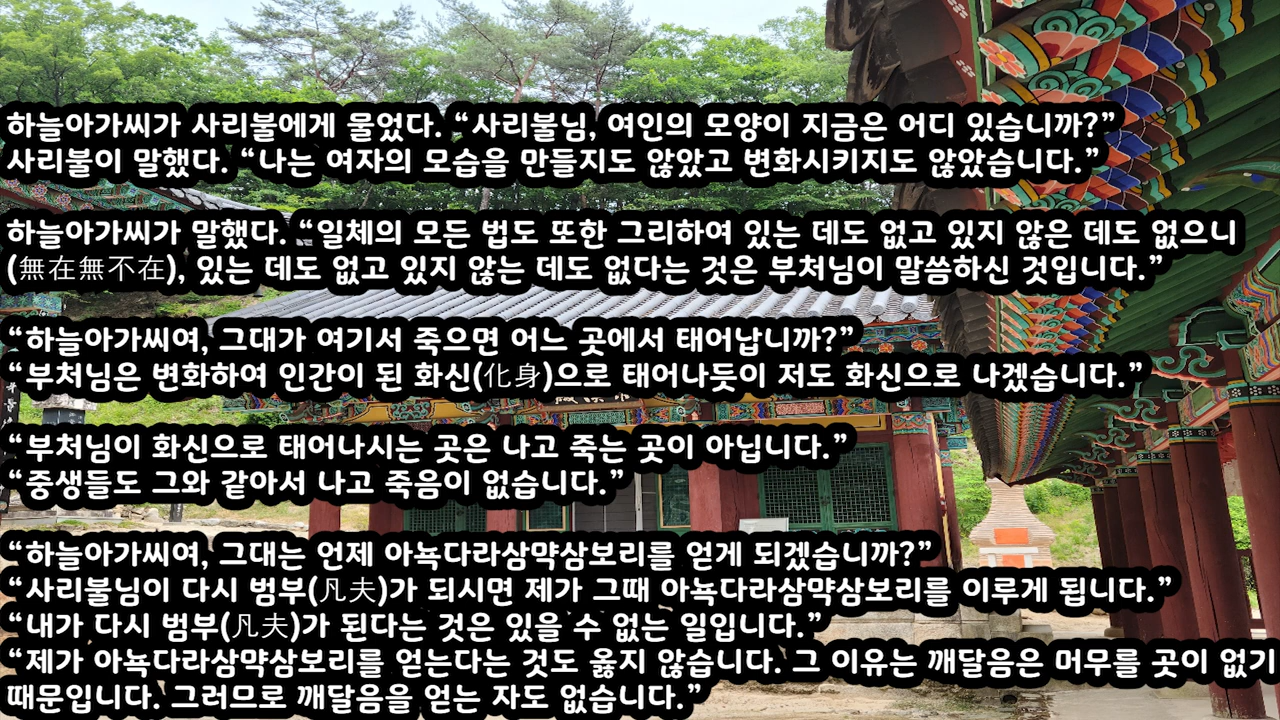 하늘아가씨가 사리불에게 물었다. “사리불님, 여인의 모양이 지금은 어디 있습니까?”
사리불이 말했다. “나는 여자의 모습을 만들지도 않았고 변화시키지도 않았습니다.”
하늘아가씨가 말했다. “일체의 모든 법도 또한 그리하여 있는 데도 없고 있지 않은 데도 없으니
(無在無不在), 있는 데도 없고 있지 않는 데도 없다는 것은 부처님이 말씀하신 것입니다.”
“하늘아가씨여, 그대가 여기서 죽으면 어느 곳에서 태어납니까?”
“부처님은 변화하여 인간이 된 화신(化身)으로 태어나듯이 저도 화신으로 나겠습니다.”
“부처님이 화신으로 태어나시는 곳은 나고 죽는 곳이 아닙니다.”
“중생들도 그와 같아서 나고 죽음이 없습니다.”
“하늘아가씨여, 그대는 언제 아뇩다라삼먁삼보리를 얻게 되겠습니까?”
“사리불님이 다시 범부(凡夫)가 되시면 제가 그때 아뇩다라삼먁삼보리를 이루게 됩니다.”
“내가 다시 범부(凡夫)가 된다는 것은 있을 수 없는 일입니다.”
“제가 아뇩다라삼먁삼보리를 얻는다는 것도 옳지 않습니다. 그 이유는 깨달음은 머무를 곳이 없기
때문입니다. 그러므로 깨달음을 얻는 자도 없습니다.”